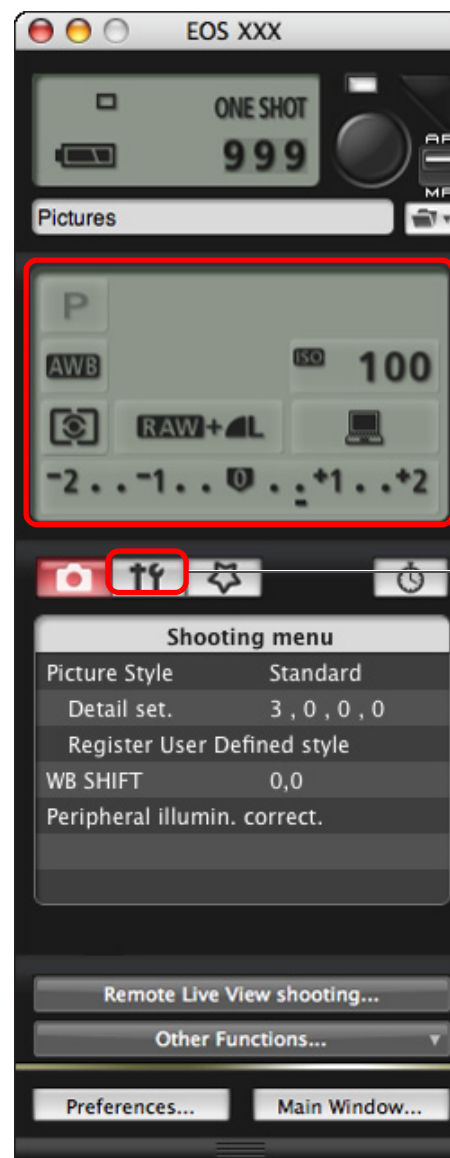 EOS XXX
ONE SHOT
999
AF
MF
Pictures
P
AWB
ISO 100
RAW+L
-2..-1..0..+1..+2
Shooting menu
Picture Style Standard
Detail set. 3 , 0 , 0 , 0
Register User Defined style
WB SHIFT 0,0
Peripheral illumin. correct.
Remote Live View shooting...
Other Functions...
Preferences... Main Window...